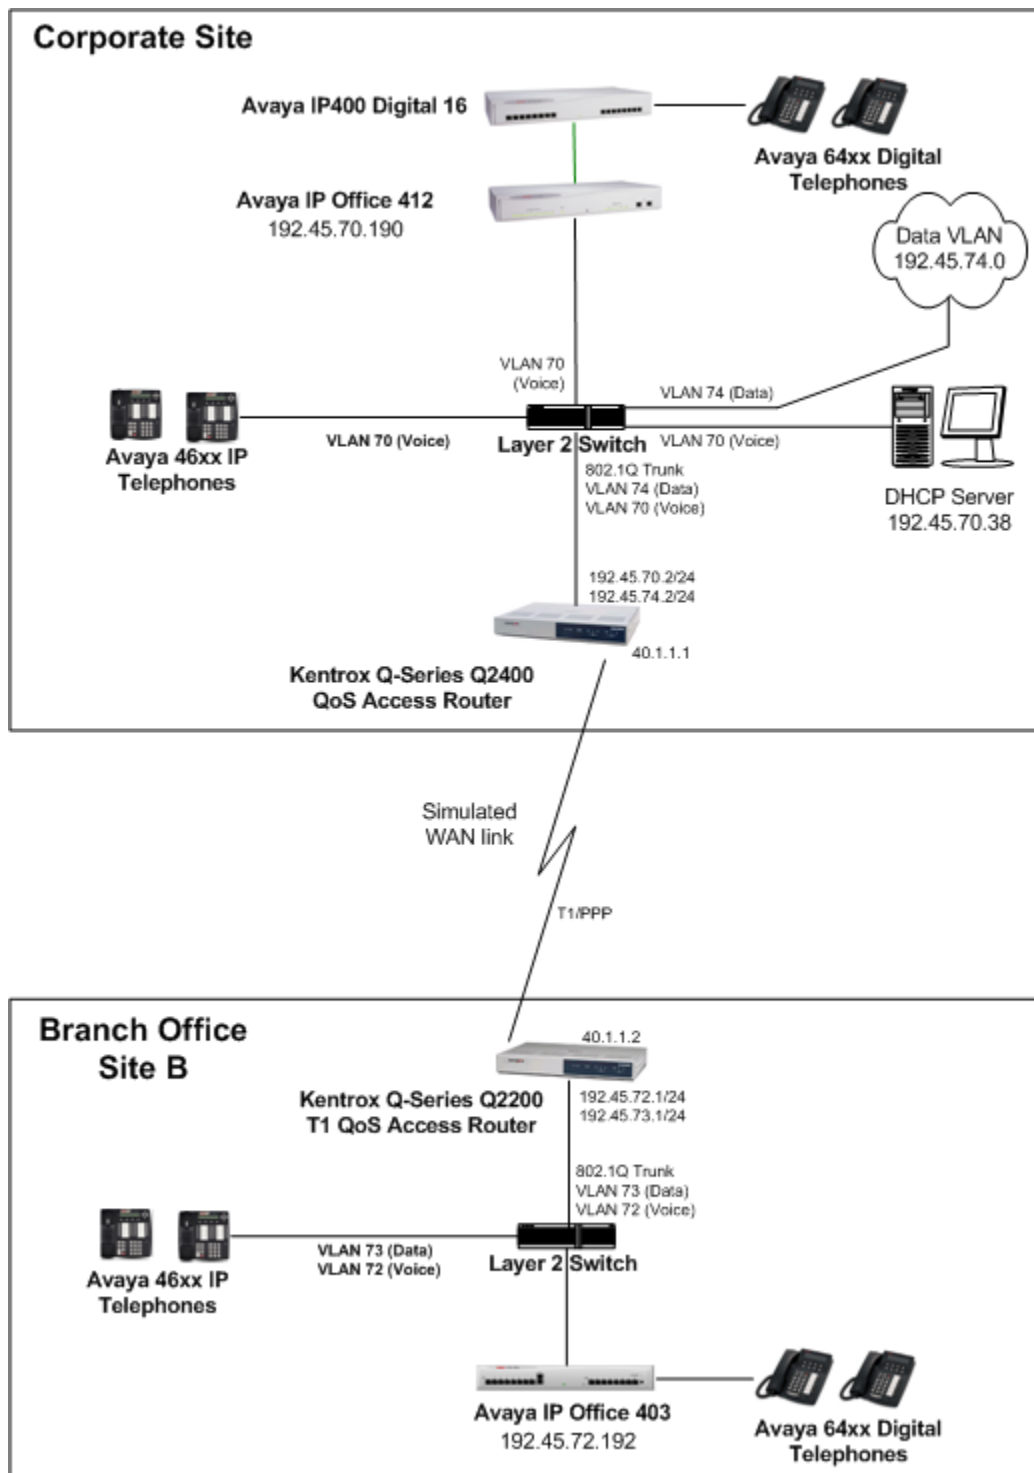 Corporate Site
Avaya IP400 Digital 16
Avaya 64xx Digital
Telephones
Avaya IP Office 412
192.45.70.190
Data VLAN
192.45.74.0
VLAN 70
(Voice)
VLAN 74 (Data)
VLAN 70 (Voice)
Layer 2 Switch
VLAN 70 (Voice)
Avaya 46xx IP
Telephones
802.1Q Trunk
VLAN 74 (Data)
VLAN 70 (Voice)
DHCP Server
192.45.70.38
192.45.70.2/24
192.45.74.2/24
40.1.1.1
Kentrox Q-Series Q2400
QoS Access Router
Simulated
WAN link
T1/PPP
Branch Office
Site B
40.1.1.2
Kentrox Q-Series Q2200
T1 QoS Access Router
192.45.72.1/24
192.45.73.1/24
802.1Q Trunk
VLAN 73 (Data)
VLAN 72 (Voice)
VLAN 73 (Data)
VLAN 72 (Voice)
Layer 2 Switch
Avaya 46xx IP
Telephones
Avaya IP Office 403
192.45.72.192
Avaya 64xx Digital
Telephones